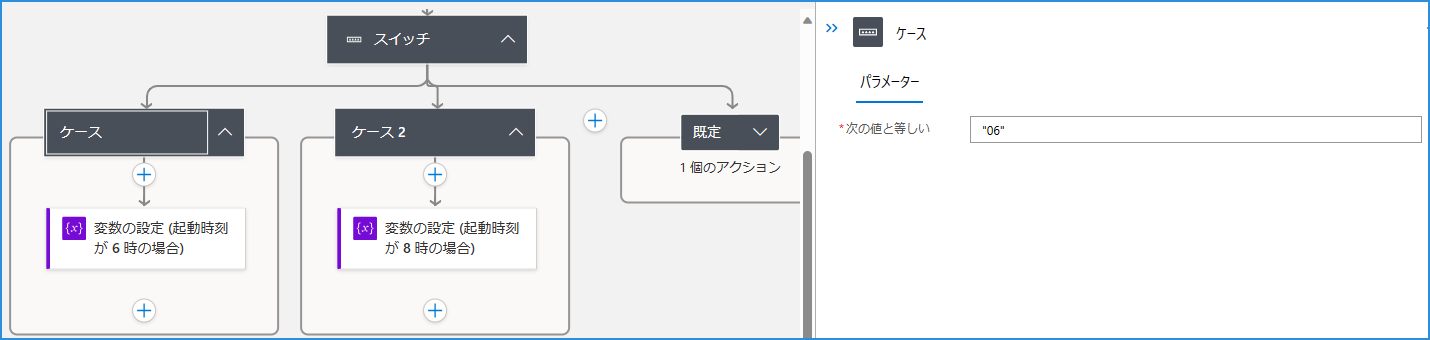 スイッチ
ケース
ケース 2
既定
1 個のアクション
{x} 変数の設定 (起動時刻
が 6 時の場合)
{x} 変数の設定 (起動時刻
が 8 時の場合)
ケース
パラメーター
*次の値と等しい
"06"